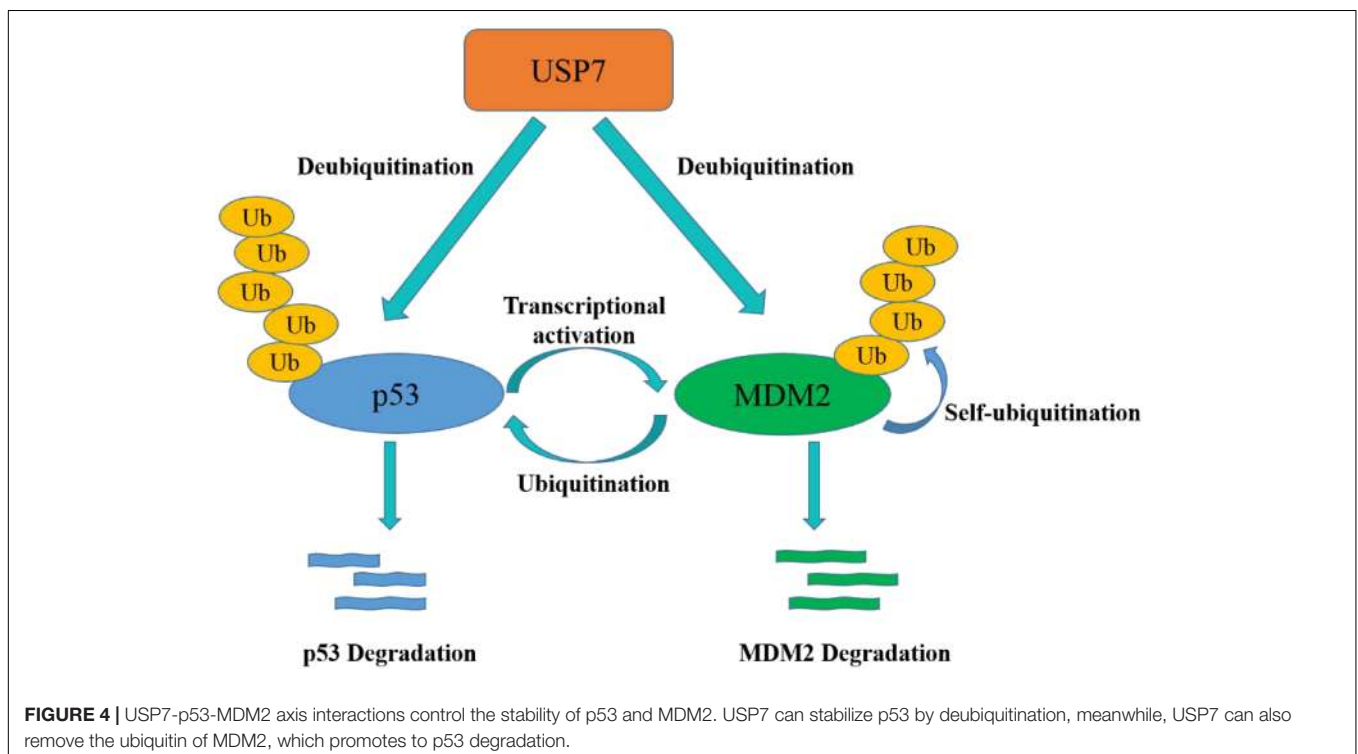 USP7
Deubiquitination
Deubiquitination
Ub
Ub
Ub
Ub
Ub
Ub
Ub
Ub
Ub
Transcriptional
activation
p53
MDM2
Self-ubiquitination
Ubiquitination
p53 Degradation
MDM2 Degradation
FIGURE 4 | USP7-p53-MDM2 axis interactions control the stability of p53 and MDM2. USP7 can stabilize p53 by deubiquitination, meanwhile, USP7 can also
remove the ubiquitin of MDM2, which promotes to p53 degradation.